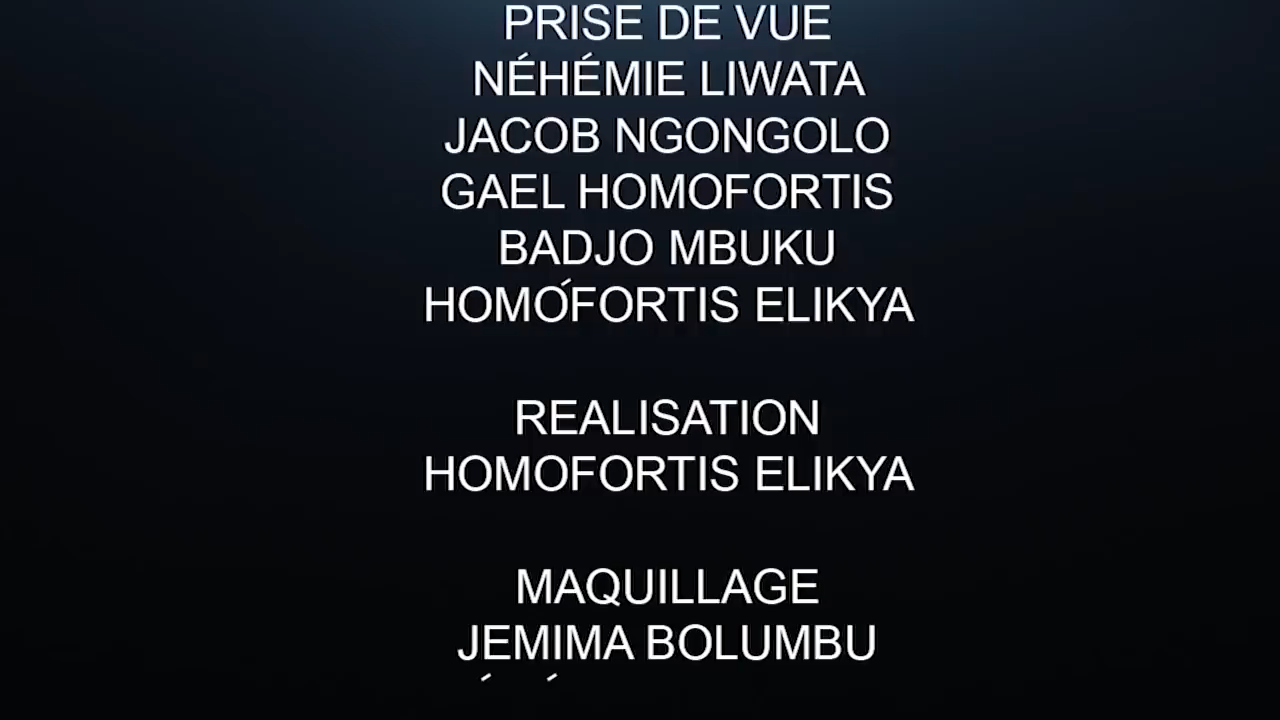 PRISE DE VUE
NÉHÉMIE LIWATA
JACOB NGONGOLO
GAEL HOMOFORTIS
BADJO MBUKU
HOMÓFORTIS ELIKYA
REALISATION
HOMOFORTIS ELIKYA
MAQUILLAGE
JEMIMA BOLUMBU